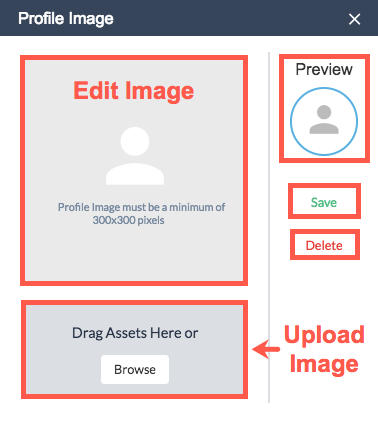 Profile Image
Edit Image
Profile Image must be a minimum of
300x300 pixels
Preview
Save
Delete
Drag Assets Here or
Browse
Upload
Image